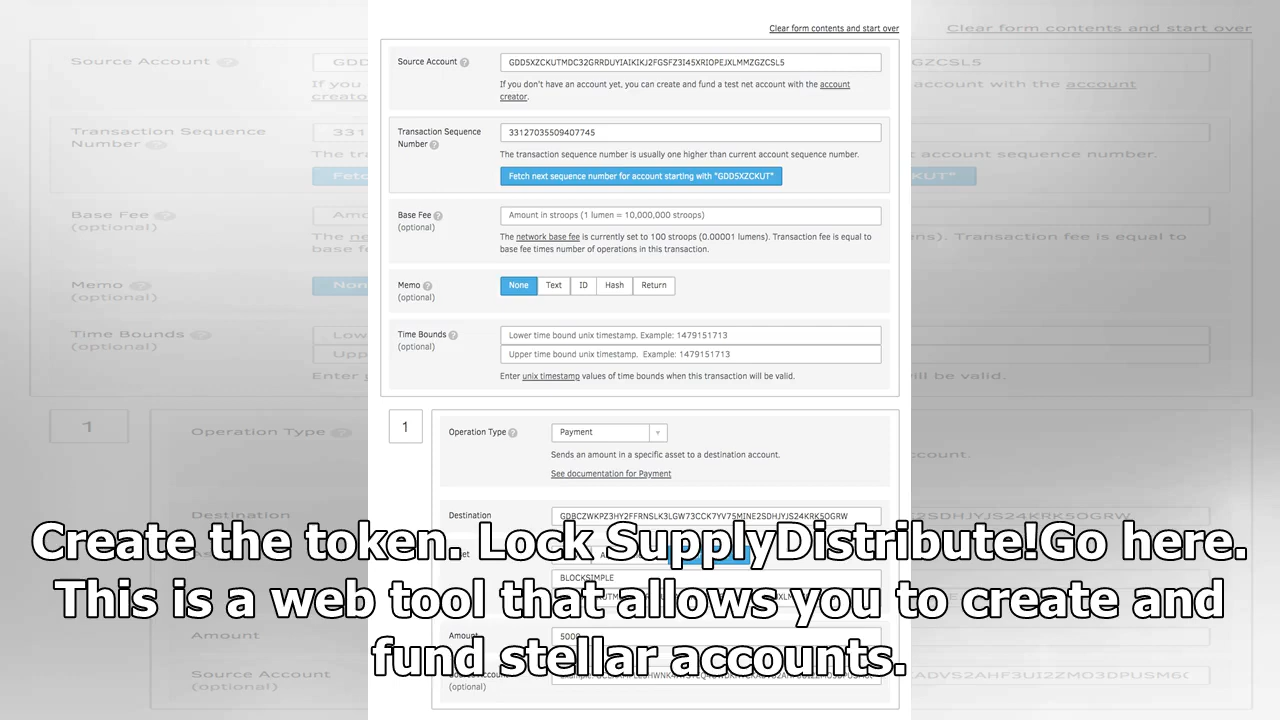 Clear form contents and start over
Source Account
GDD5XZCKUTMDC32GRRDUYIAIKIKJ2FGSFZ3I45XRIOPEJXLMMZGZCSL5
If you don't have an account yet, you can create and fund a test net account with the account
creator.
Transaction Sequence
Number
33127035509407745
The transaction sequence number is usually one higher than current account sequence number.
Fetch next sequence number for account starting with "GDD5XZCKUT"
Base Fee
(optional)
Amount in stroops (1 lumen = 10,000,000 stroops)
The network base fee is currently set to 100 stroops (0.00001 lumens). Transaction fee is equal to
base fee times number of operations in this transaction.
Memo
(optional)
None Text ID Hash Return
Time Bounds
(optional)
Lower time bound unix timestamp. Example: 1479151713
Upper time bound unix timestamp. Example: 1479151713
Enter unix timestamp values of time bounds when this transaction will be valid.
1
Operation Type
Payment
Sends an amount in a specific asset to a destination account.
See documentation for Payment
Destination
GDBCZWKPZ3HY2FFRNSLK3LGW73CCK7YV75MINE2SDHJYJS24KRK5OGRW
BLOCKSIMPLE
Amount
Source Account
(optional)
Create the token. Lock SupplyDistribute!Go here.
This is a web tool that allows you to create and
fund stellar accounts.